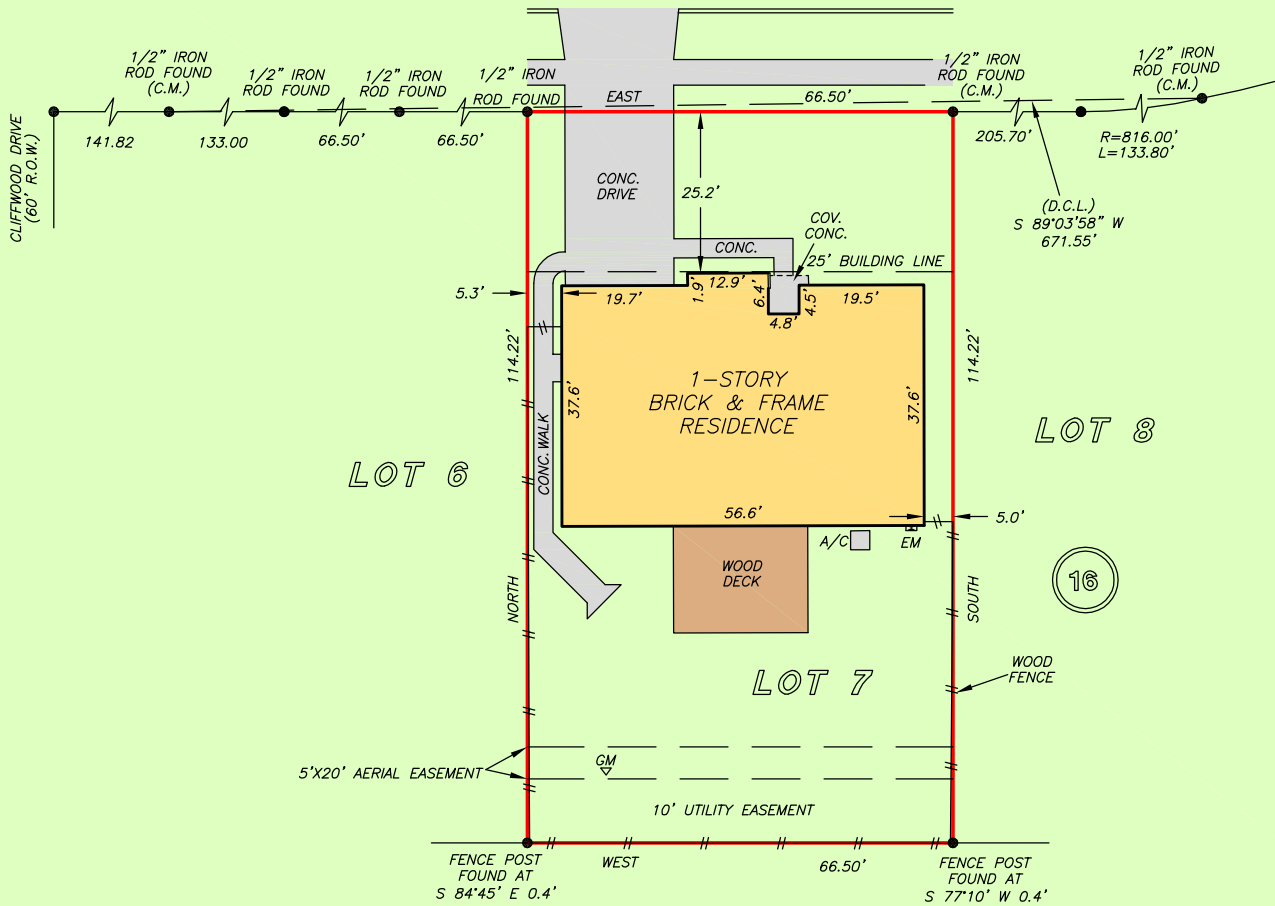 1/2" IRON
ROD FOUND
(C.M.)
1/2" IRON
ROD FOUND
1/2" IRON
ROD FOUND
1/2" IRON
ROD FOUND
EAST
66.50'
1/2" IRON
ROD FOUND
(C.M.)
1/2" IRON
ROD FOUND
(C.M.)
CLIFFWOOD DRIVE
(60' R.O.W.)
141.82
133.00
66.50'
66.50'
205.70'
R=816.00'
L=133.80'
CONC.
DRIVE
25.2'
(D.C.L.)
S 89°03'58" W
671.55'
COV.
CONC.
CONC.
25' BUILDING LINE
5.3'
19.7'
1.9'
12.9'
6.4'
4.8'
4.5'
19.5'
114.22'
114.22'
37.6'
1-STORY
BRICK & FRAME
RESIDENCE
37.6'
CONC. WALK
LOT 6
LOT 8
56.6'
5.0'
A/C
EM
WOOD
DECK
16
NORTH
SOUTH
WOOD
FENCE
LOT 7
5'X20' AERIAL EASEMENT
GM
10' UTILITY EASEMENT
FENCE POST
FOUND AT
S 84°45' E 0.4'
WEST
66.50'
FENCE POST
FOUND AT
S 77°10' W 0.4'